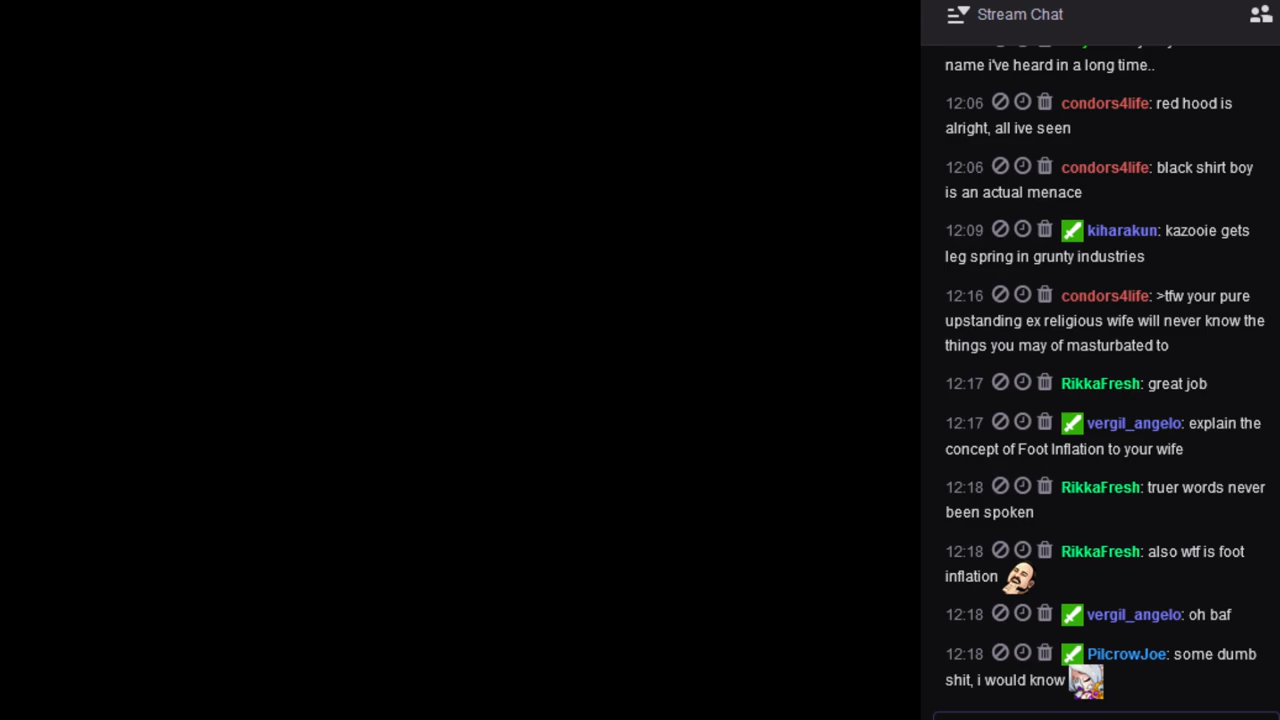 Stream Chat
name i've heard in a long time..
12:06 condors4life: red hood is
alright, all ive seen
12:06 condors4life: black shirt boy
is an actual menace
12:09 kiharakun: kazooie gets
leg spring in grunty industries
12:16 condors4life: >tfw your pure
upstanding ex religious wife will never know the
things you may of masturbated to
12:17 RikkaFresh: great job
12:17 vergil_angelo: explain the
concept of Foot Inflation to your wife
12:18 RikkaFresh: truer words never
been spoken
12:18 RikkaFresh: also wtf is foot
inflation
12:18 vergil_angelo: oh baf
12:18 PilcrowJoe: some dumb
shit, i would know